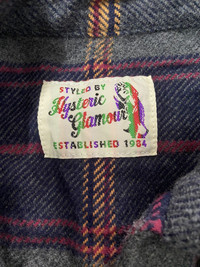 STYLED BY
Hysteric
Glamour
ESTABLISHED 1984